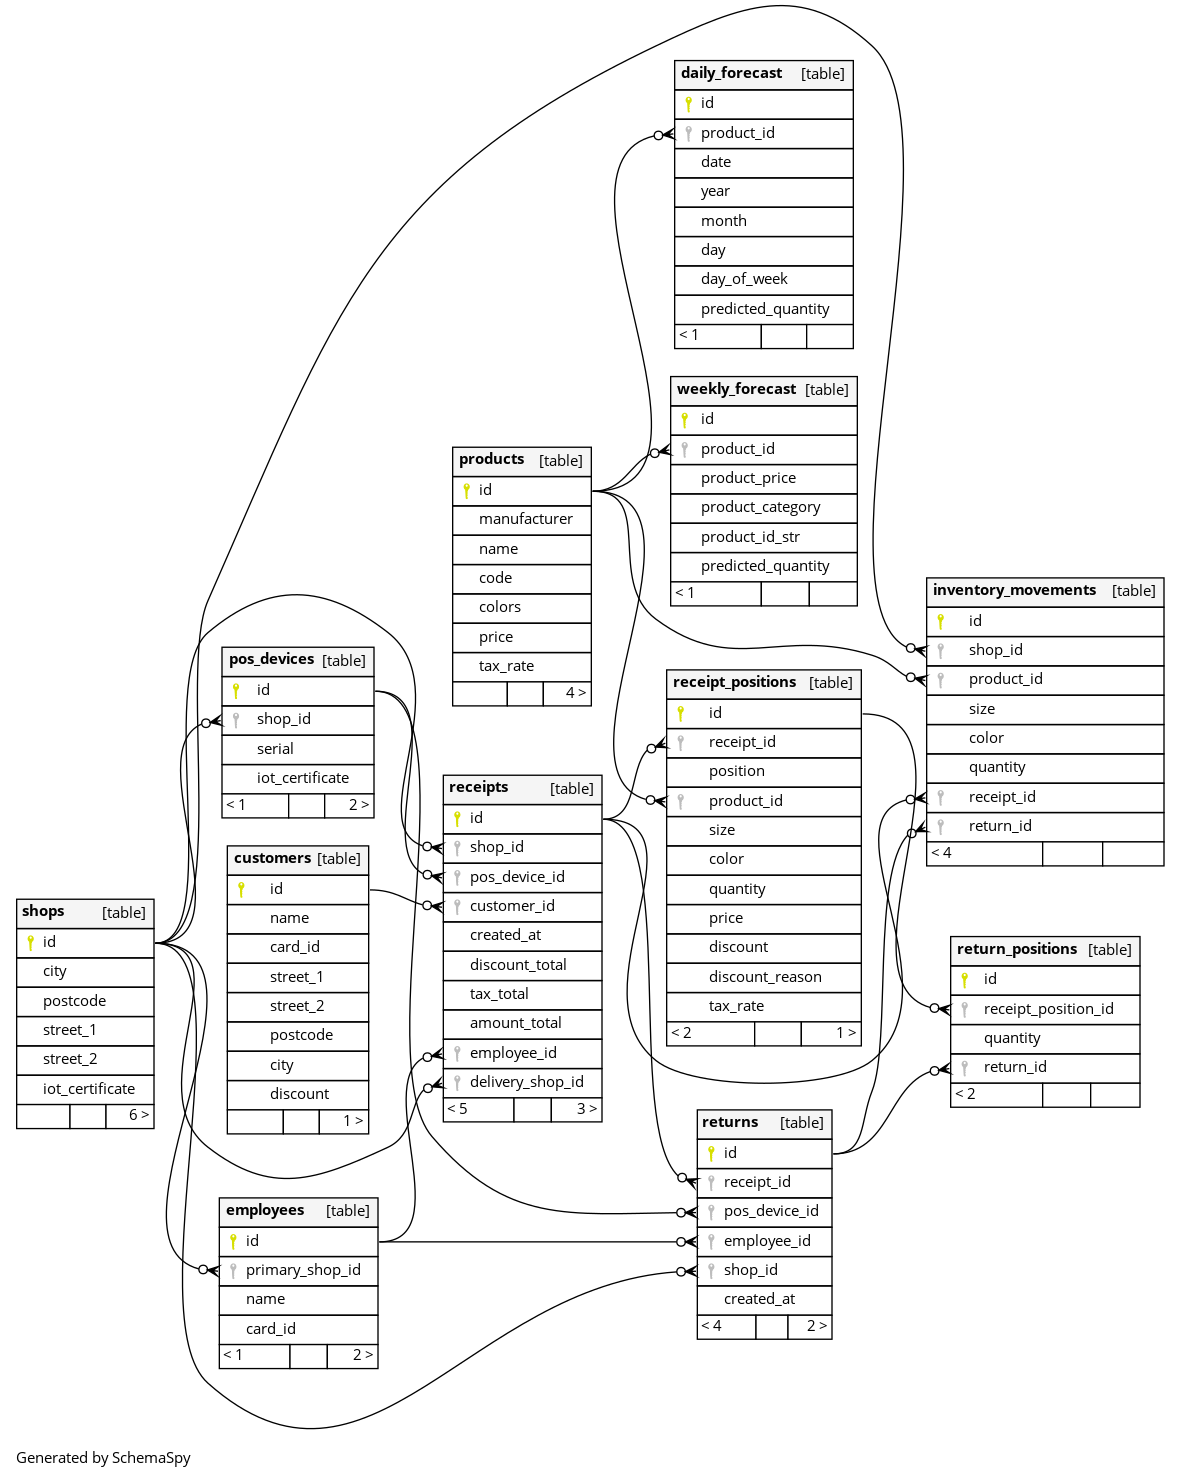 daily_forecast [table]
id
product_id
date
year
month
day
day_of_week
predicted_quantity
< 1
weekly_forecast [table]
id
product_id
product_price
product_category
product_id_str
predicted_quantity
< 1
products [table]
id
manufacturer
name
code
colors
price
tax_rate
4 >
inventory_movements [table]
id
shop_id
product_id
size
color
quantity
receipt_id
return_id
< 4
pos_devices [table]
id
shop_id
serial
iot_certificate
< 1 2 >
receipt_positions [table]
id
receipt_id
position
product_id
size
color
quantity
price
discount
discount_reason
tax_rate
< 2 1 >
receipts [table]
id
shop_id
pos_device_id
customer_id
created_at
discount_total
tax_total
amount_total
employee_id
delivery_shop_id
< 5 3 >
customers [table]
id
name
card_id
street_1
street_2
postcode
city
discount
1 >
shops [table]
id
city
postcode
street_1
street_2
iot_certificate
6 >
return_positions [table]
id
receipt_position_id
quantity
return_id
< 2
returns [table]
id
receipt_id
pos_device_id
employee_id
shop_id
created_at
< 4 2 >
employees [table]
id
primary_shop_id
name
card_id
< 1 2 >
Generated by SchemaSpy